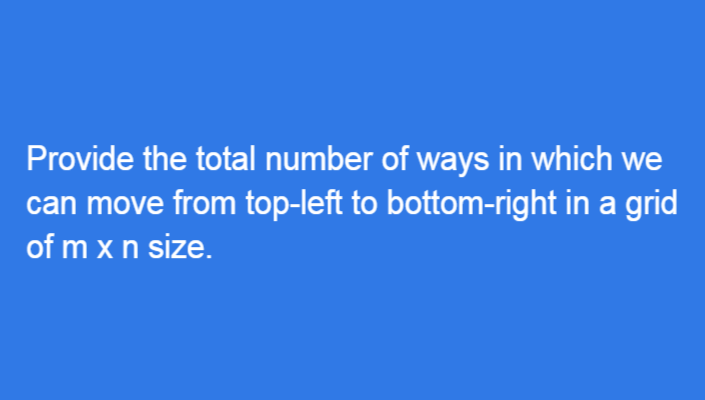 Provide the total number of ways in which we
can move from top-left to bottom-right in a grid
of m x n size.